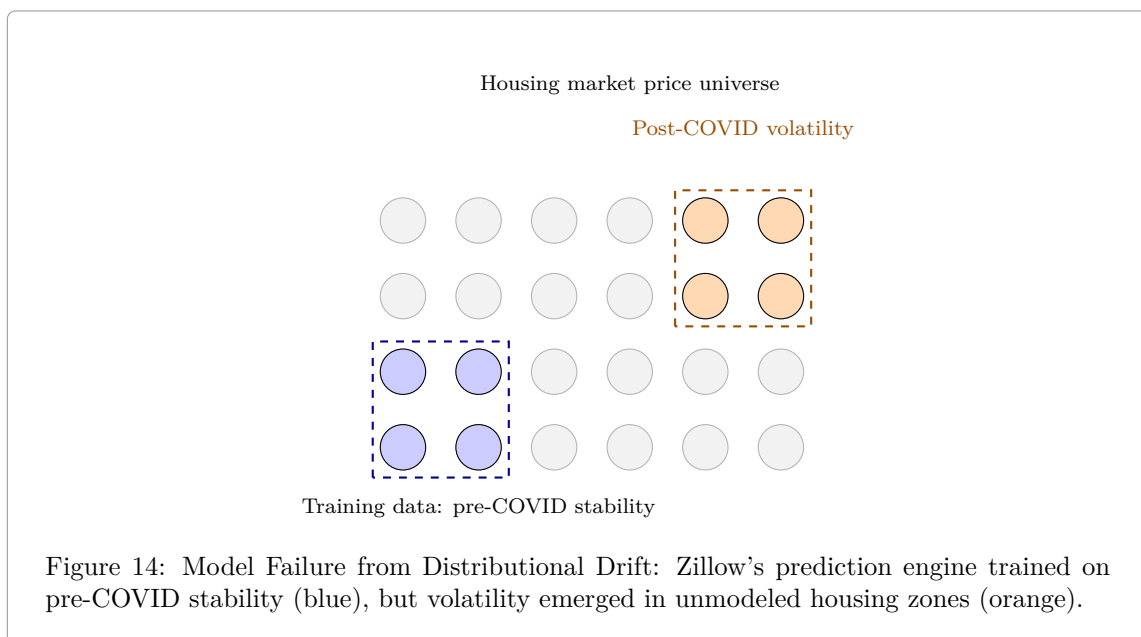 Housing market price universe
Post-COVID volatility
Training data: pre-COVID stability
Figure 14: Model Failure from Distributional Drift: Zillow's prediction engine trained on
pre-COVID stability (blue), but volatility emerged in unmodeled housing zones (orange).